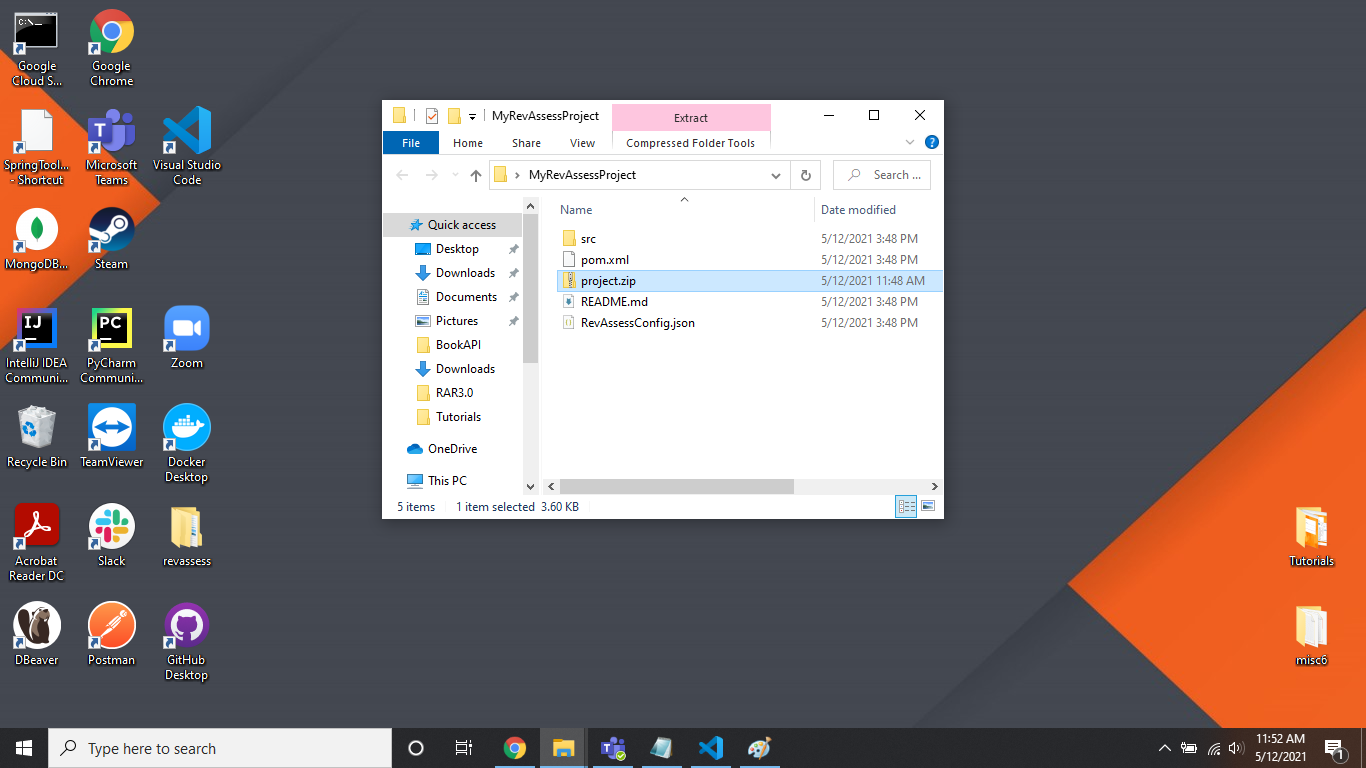 Google
Cloud S...
Google
Chrome
SpringTool...
- Shortcut
Microsoft
Teams
Visual Studio
Code
MongoDB...
Steam
IJ
IntelliJ IDEA
Communi...
PC
PyCharm
Communi...
Zoom
Recycle Bin
TeamViewer
Docker
Desktop
Acrobat
Reader DC
Slack
revassess
DBeaver
Postman
GitHub
Desktop
MyRevAssessProject
Extract
File
Home
Share
View
Compressed Folder Tools
MyRevAssessProject
Search ...
Quick access
Desktop
Downloads
Documents
Pictures
BookAPI
Downloads
RAR3.0
Tutorials
OneDrive
This PC
Name Date modified
src 5/12/2021 3:48 PM
pom.xml 5/12/2021 3:48 PM
project.zip 5/12/2021 11:48 AM
README.md 5/12/2021 3:48 PM
RevAssessConfig.json 5/12/2021 3:48 PM
5 items 1 item selected 3.60 KB
Tutorials
misc6
Type here to search
11:52 AM
5/12/2021
1